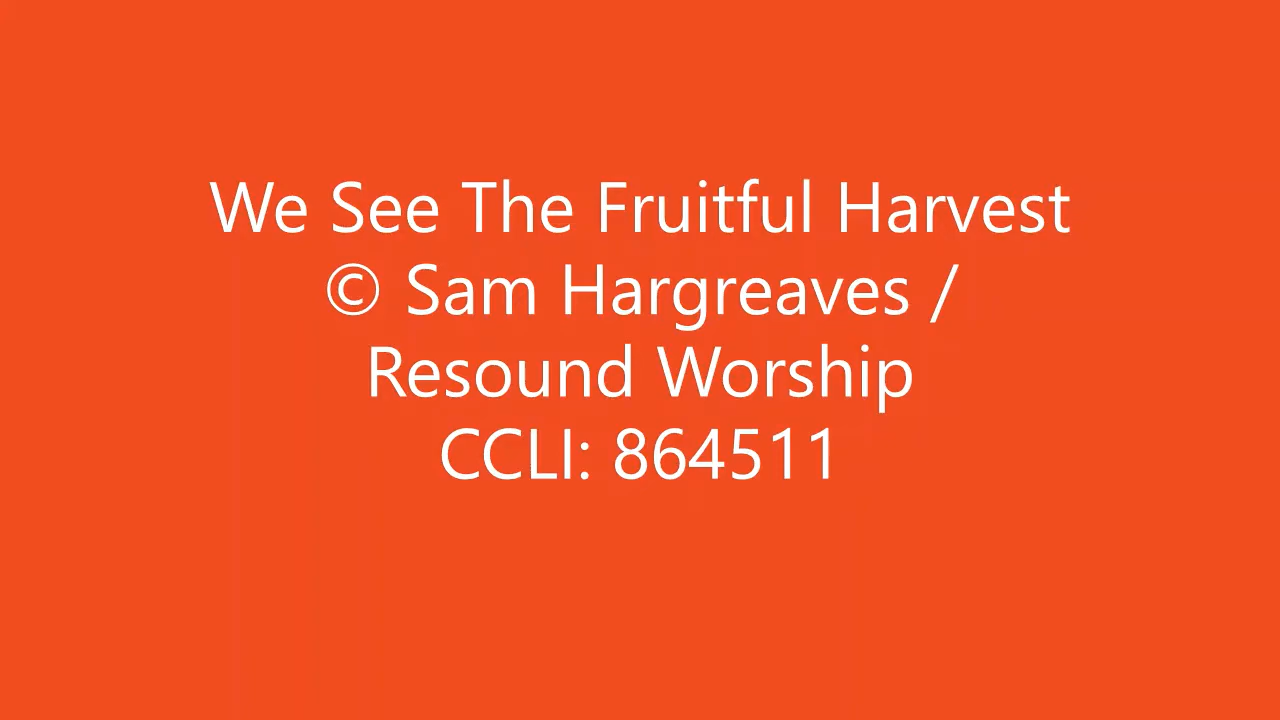 We See The Fruitful Harvest
© Sam Hargreaves /
Resound Worship
CCLI: 864511